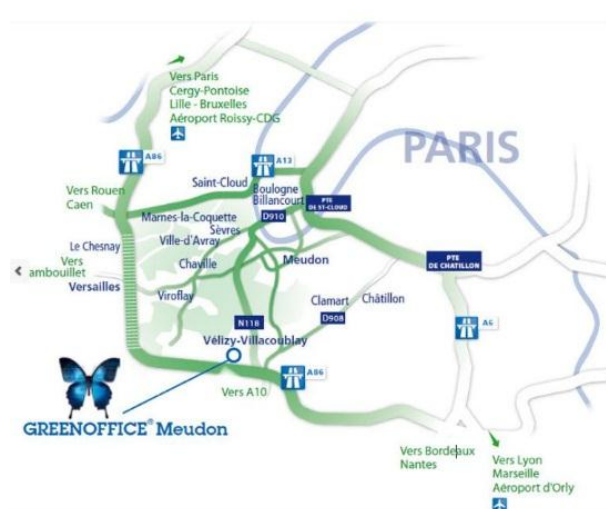 Vers Paris
Cergy-Pontoise
Lille - Bruxelles
Aéroport Roissy-CDG
A86
A13
PARIS
Saint-Cloud
Boulogne
Billancourt
Vers Rouen
Caen
PTE
DE ST-CLOUD
Marnes-la-Coquette
D910
Sèvres
Ville-d'Avray
Le Chesnay
Vers
ambouillet
Chaville
Meudon
PTE
DE CHATILLON
Versailles
Viroflay
Clamart
Châtillon
N118
D908
A6
Vélizy-Villacoublay
A86
Vers A10
GREENOFFICE® Meudon
Vers Bordeaux
Nantes
Vers Lyon
Marseille
Aéroport d'Orly